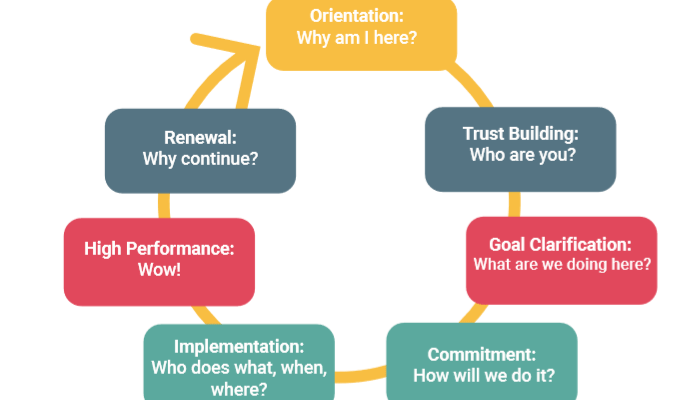 Orientation:
Why am I here?
Trust Building:
Who are you?
Goal Clarification:
What are we doing here?
Commitment:
How will we do it?
Implementation:
Who does what, when,
where?
High Performance:
Wow!
Renewal:
Why continue?